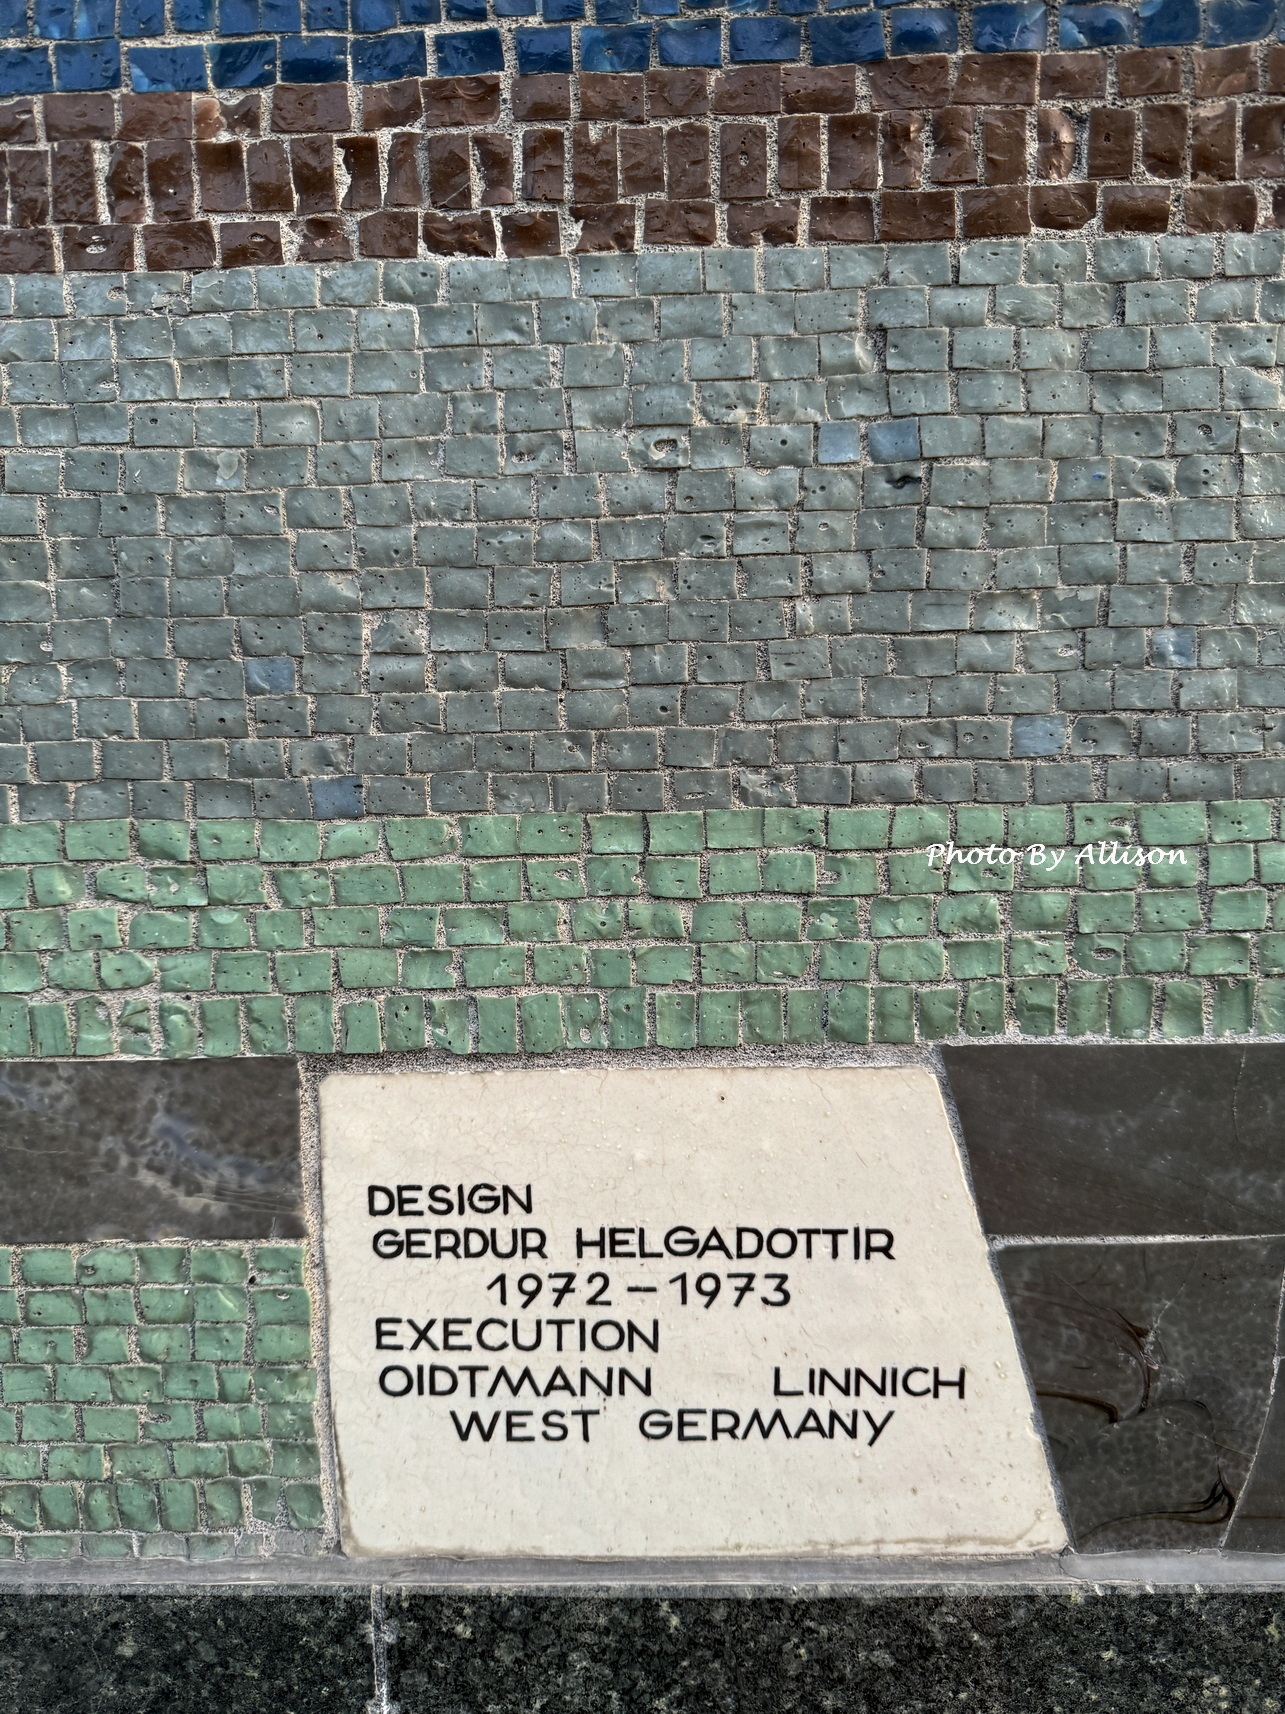 Photo By Allison
DESIGN
GERDUR HELGADOTTIR
1972 – 1973
EXECUTION
OIDTMANN LINNICH
WEST GERMANY